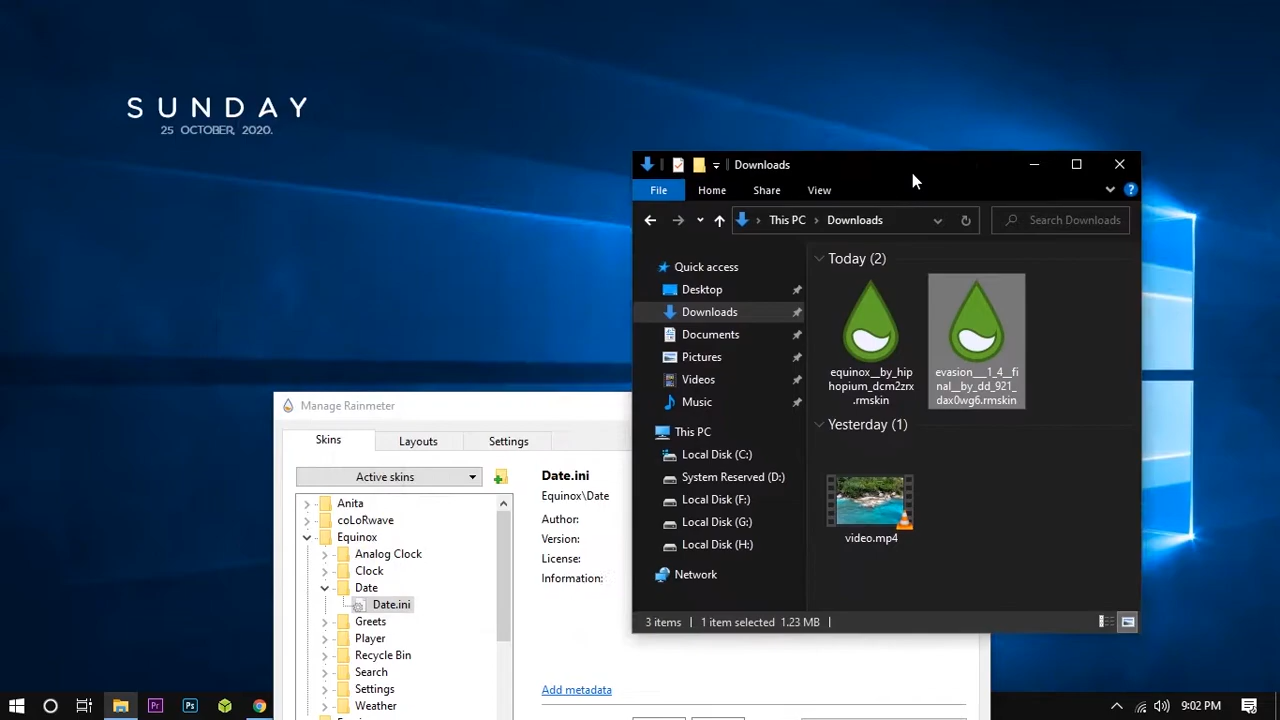 SUNDAY
25 OCTOBER, 2020.
Downloads
File
Home
Share
View
This PC
Downloads
Search Downloads
Quick access
Desktop
Downloads
Documents
Pictures
Videos
Music
This PC
Local Disk (C:)
System Reserved (D:)
Local Disk (F:)
Local Disk (G:)
Local Disk (H:)
Network
Today (2)
equinox__by_hip
hopium_dcm2zrx
.rmskin
evasion___1_4__fi
nal__by_dd_921_
dax0wg6.rmskin
Yesterday (1)
video.mp4
3 items
1 item selected 1.23 MB
Manage Rainmeter
Skins
Layouts
Settings
Active skins
Anita
coLoRwave
Equinox
Analog Clock
Clock
Date
Date.ini
Greets
Player
Recycle Bin
Search
Settings
Weather
Date.ini
Equinox\Date
Author:
Version:
License:
Information:
Add metadata
Pr
Ps
9:02 PM